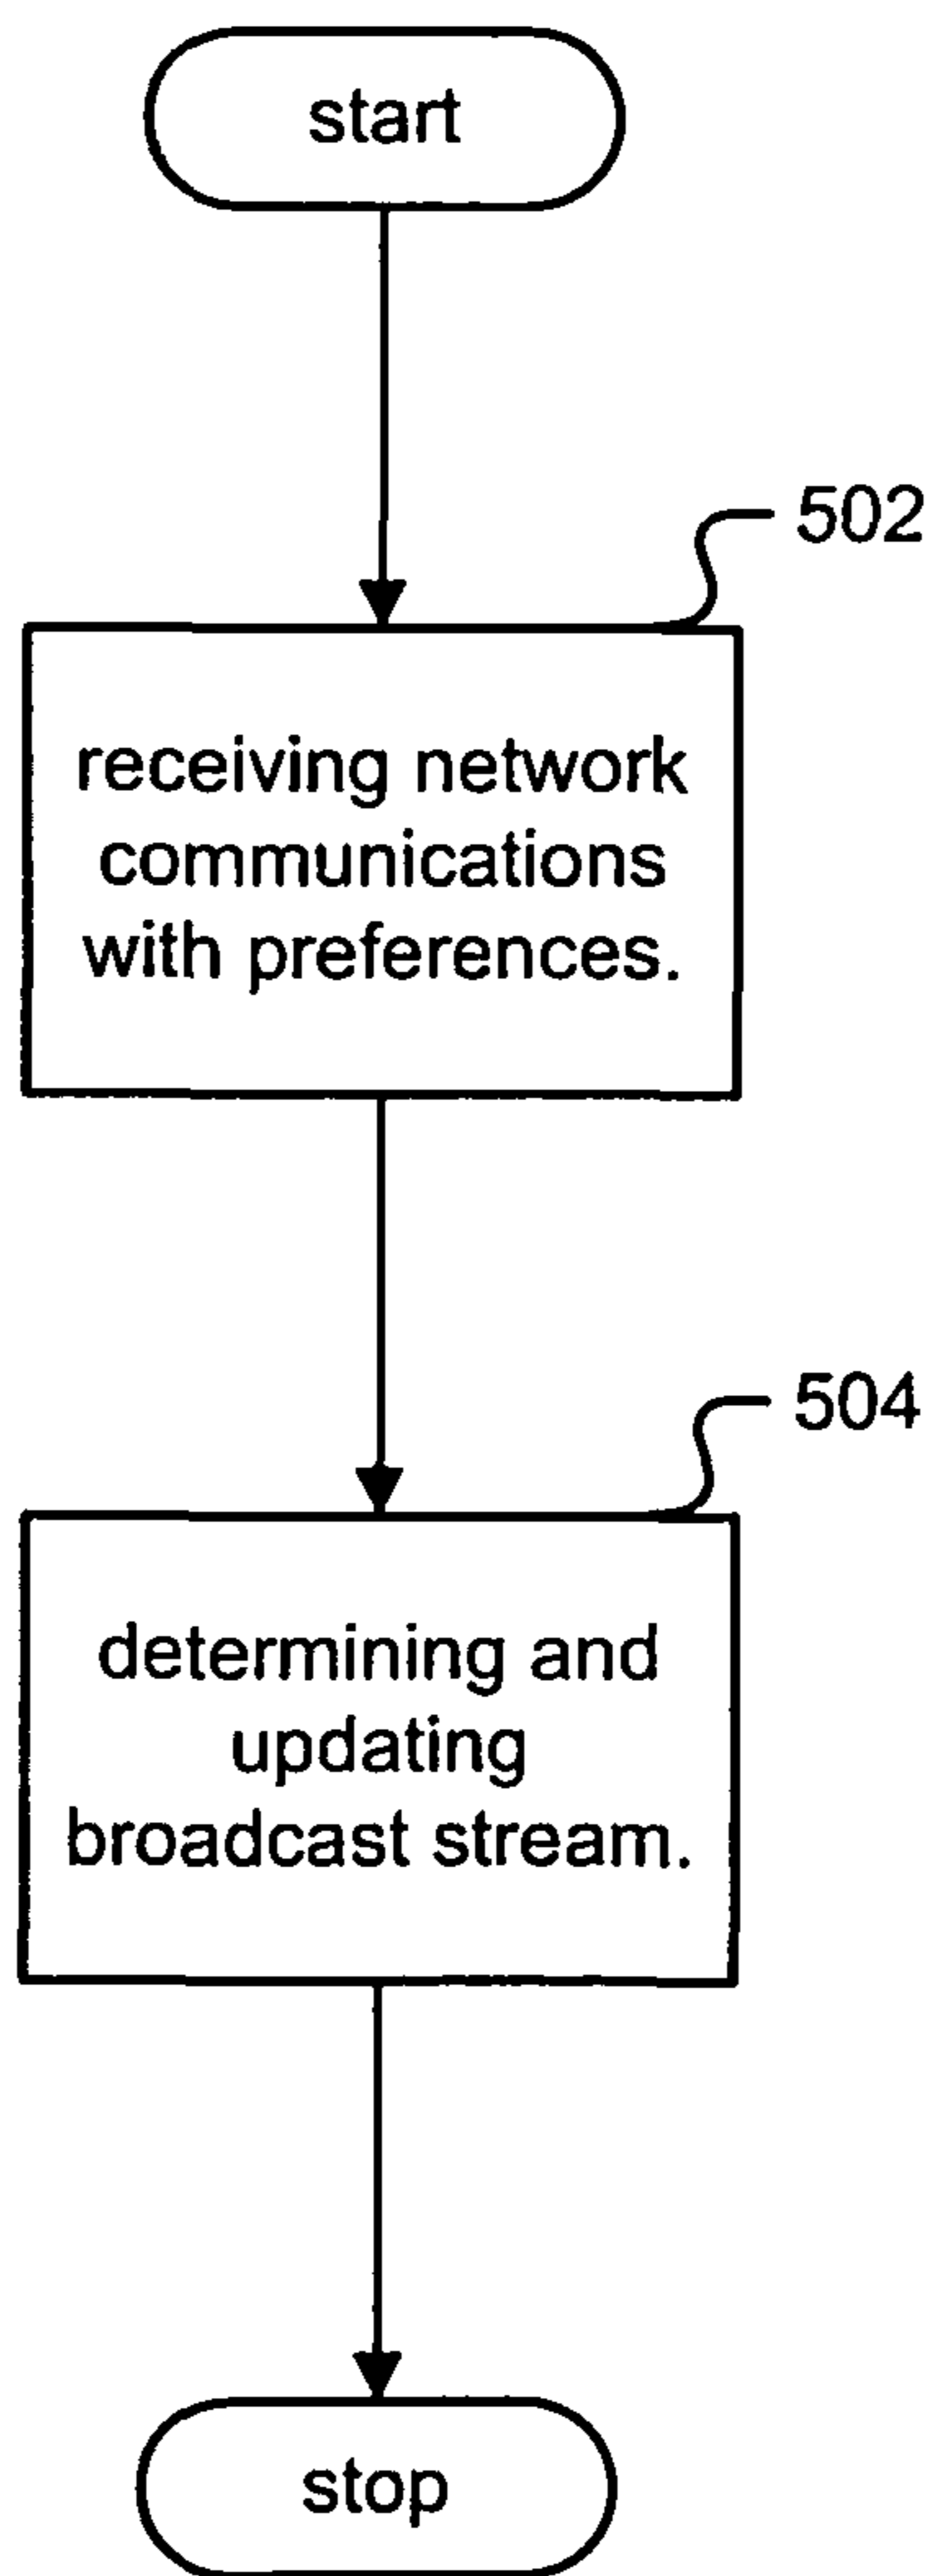 start
502
receiving network
communications
with preferences.
504
determining and
updating
broadcast stream.
stop